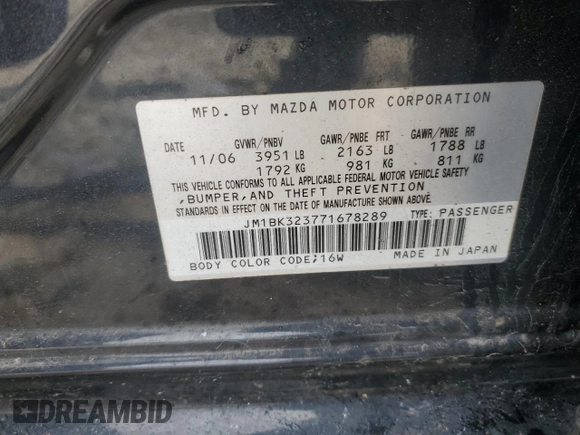 MFD. BY MAZDA MOTOR CORPORATION
DATE GVWR/PNBV GAWR/PNBE FRT GAWR/PNBE RR
11/06 3951 LB 2163 LB 1788 LB
1792 KG 981 KG 811 KG
THIS VEHICLE CONFORMS TO ALL APPLICABLE FEDERAL MOTOR VEHICLE SAFETY
,BUMPER,AND THEFT PREVENTION
STANDARDS IN EFFECT ON THE DATE OF MANUFACTURE SHOWN ABOVE.
JM1BK323771678289 TYPE: PASSENGER
BODY COLOR CODE;16W MADE IN JAPAN
DREAMBID